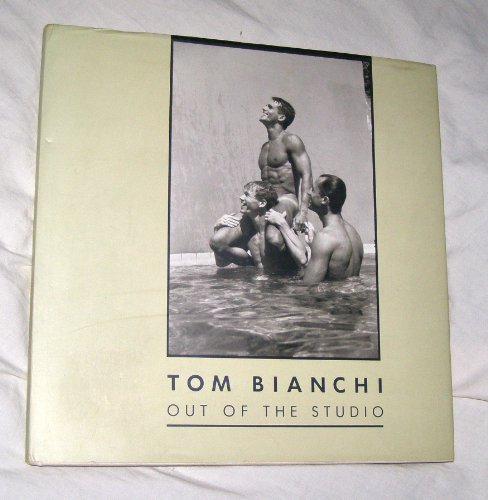 TOM BIANCHI
OUT OF THE STUDIO